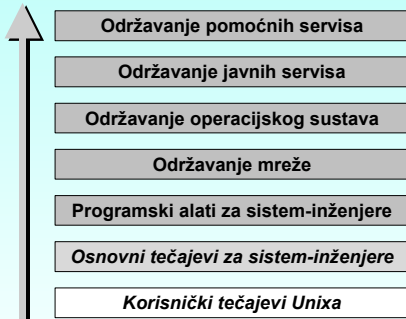 Održavanje pomoćnih servisa
Održavanje javnih servisa
Održavanje operacijskog sustava
Održavanje mreže
Programski alati za sistem-inženjere
Osnovni tečajevi za sistem-inženjere
Korisnički tečajevi Unixa